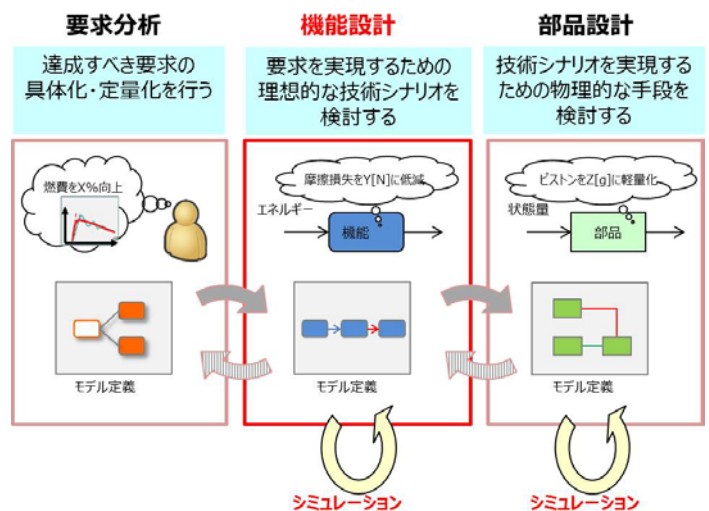 要求分析
達成すべき要求の
具体化・定量化を行う
燃費をX%向上
モデル定義
機能設計
要求を実現するための
理想的な技術シナリオを
検討する
摩擦損失をY[N]に低減
エネルギー
機能
モデル定義
シミュレーション
部品設計
技術シナリオを実現する
ための物理的な手段を
検討する
ピストンをZ[g]に軽量化
状態量
部品
モデル定義
シミュレーション